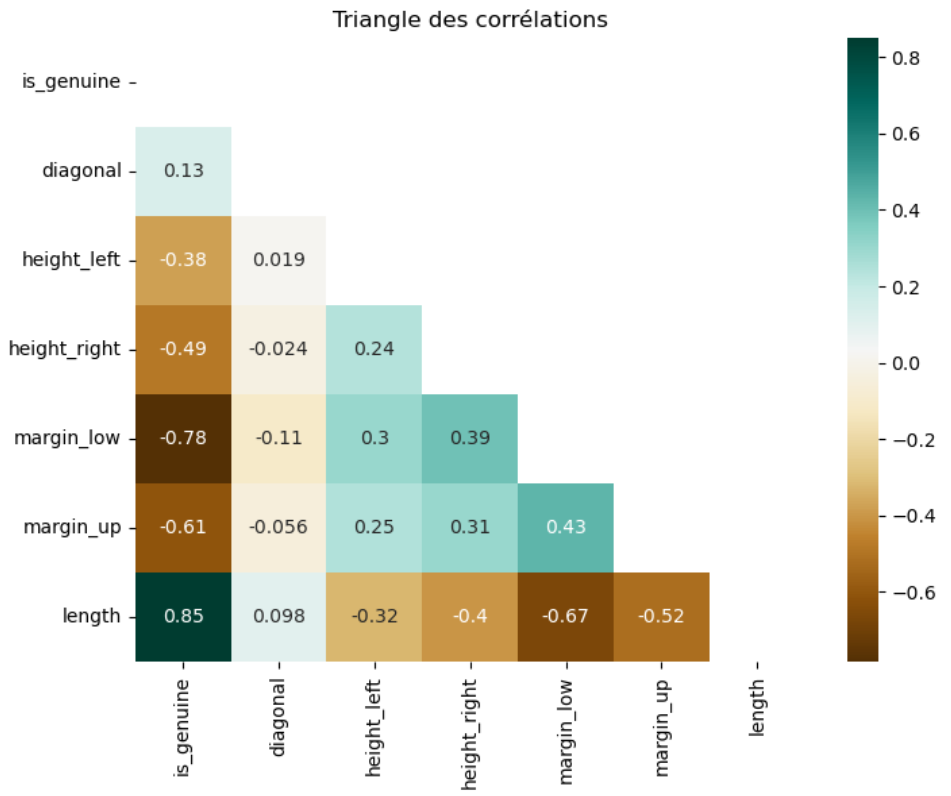 Triangle des corrélations
is_genuine
diagonal 0.13
height_left -0.38 0.019
height_right -0.49 -0.024 0.24
margin_low -0.78 -0.11 0.3 0.39
margin_up -0.61 -0.056 0.25 0.31 0.43
length 0.85 0.098 -0.32 -0.4 -0.67 -0.52
is_genuine diagonal height_left height_right margin_low margin_up length
0.8
0.6
0.4
0.2
0.0
−0.2
−0.4
−0.6